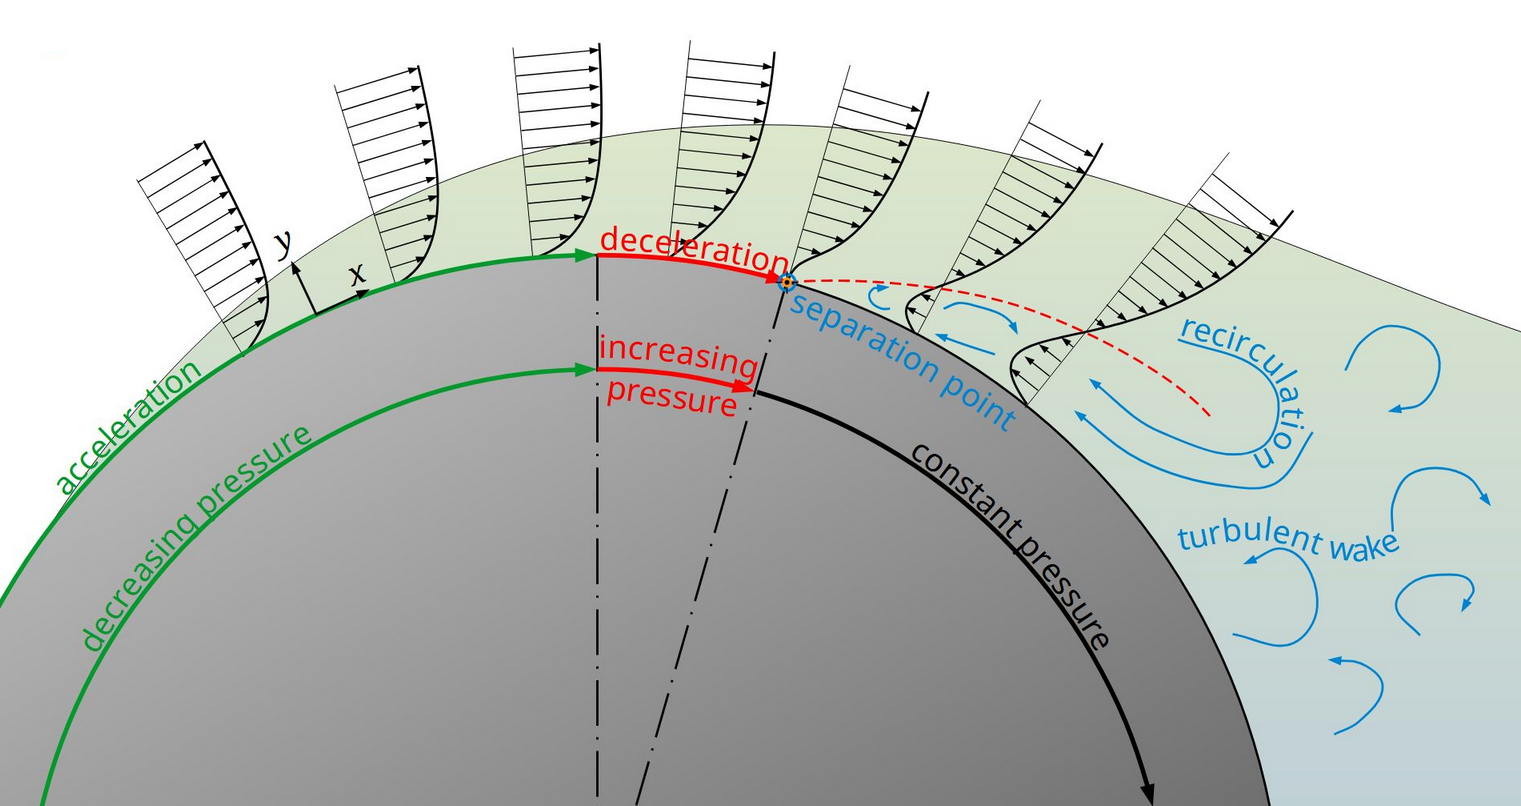 y
x
acceleration
decreasing pressure
deceleration
increasing
pressure
separation point
constant pressure
recirculation
turbulent wake